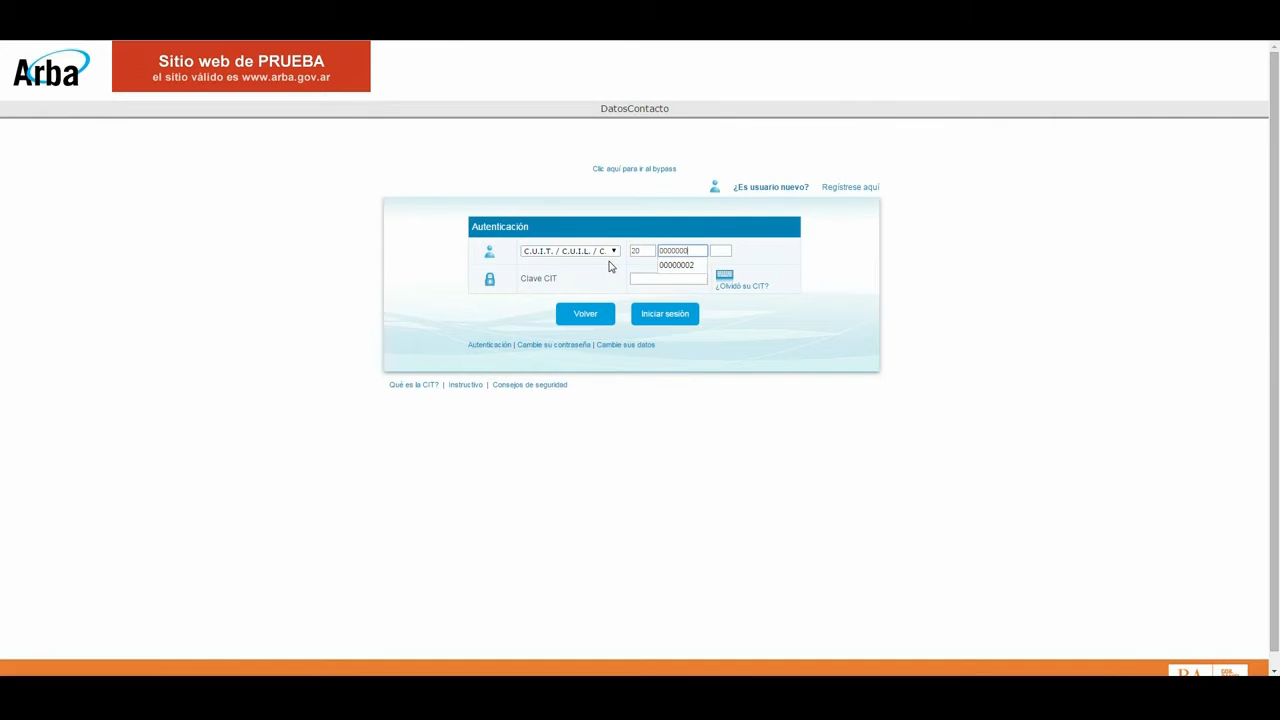 Arba
Sitio web de PRUEBA
el sitio válido es www.arba.gov.ar
DatosContacto
Clic aquí para ir al bypass
¿Es usuario nuevo? Regístrese aquí
Autenticación
C.U.I.T. / C.U.I.L. / C. 20 0000000
00000002
Clave CIT
¿Olvidó su CIT?
Volver Iniciar sesión
Autenticación | Cambie su contraseña | Cambie sus datos
Qué es la CIT? | Instructivo | Consejos de seguridad